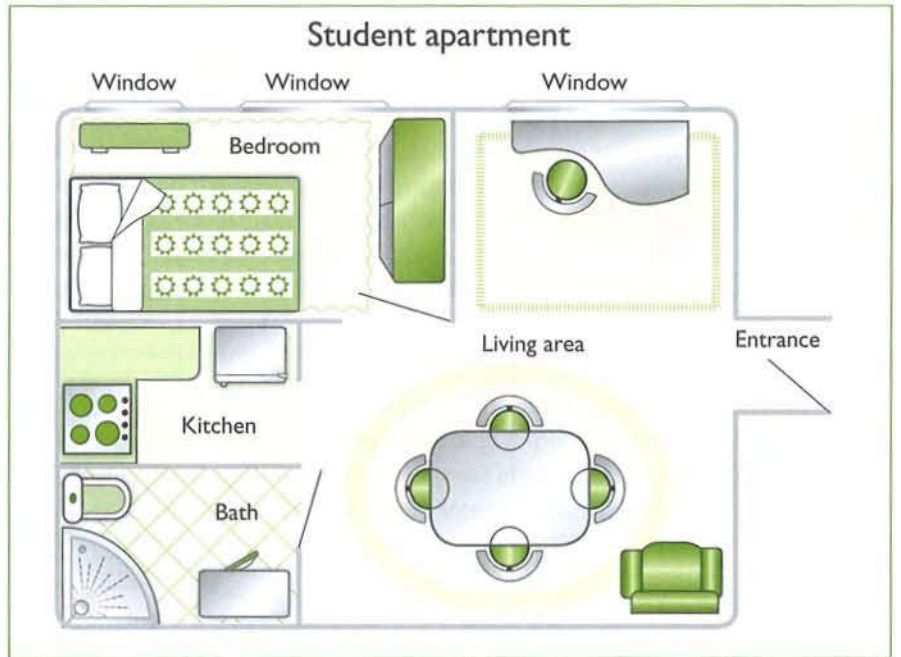 Student apartment
Window Window Window
Bedroom
Living area Entrance
Kitchen
Bath